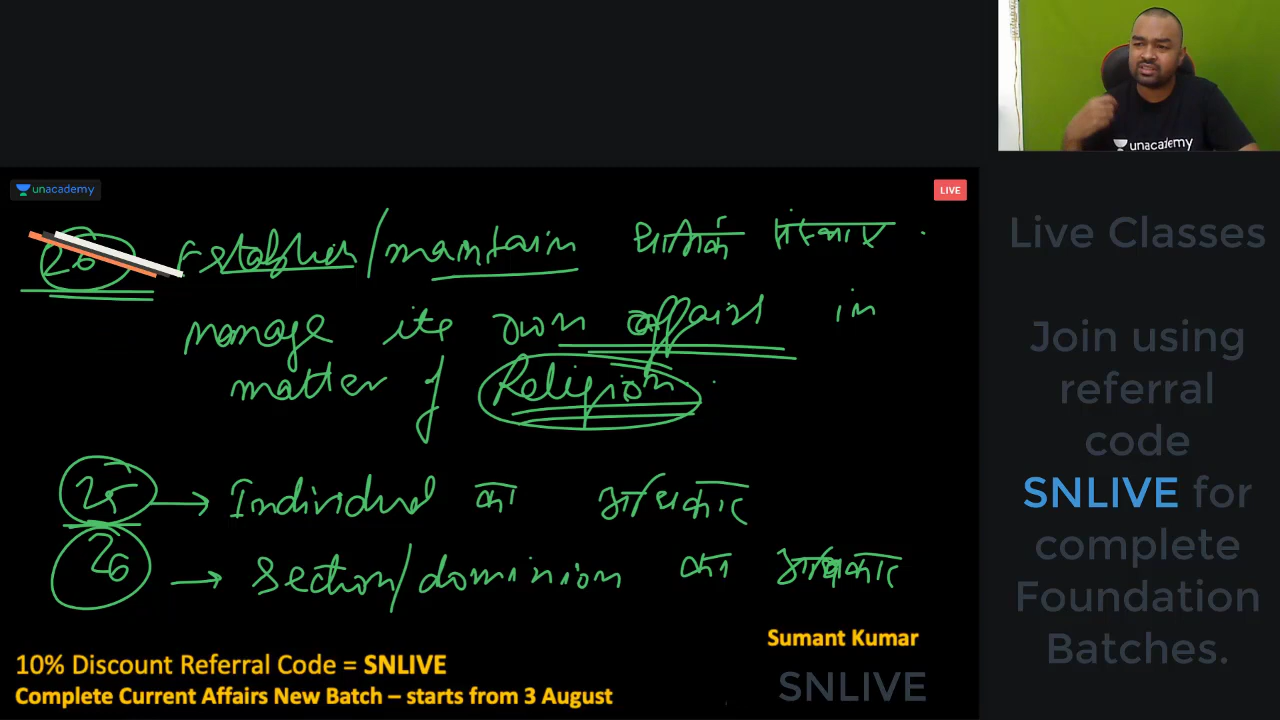 unacademy
LIVE
26 Establish/maintain धार्मिक संस्थाए
manage its own affairs in
matter of Religion
25 → Individual का अधिकार
26 → Section/dominion का अधिकार
Sumant Kumar
10% Discount Referral Code = SNLIVE
Complete Current Affairs New Batch – starts from 3 August
SNLIVE
unacademy
Live Classes
Join using
referral
code
SNLIVE for
complete
Foundation
Batches.